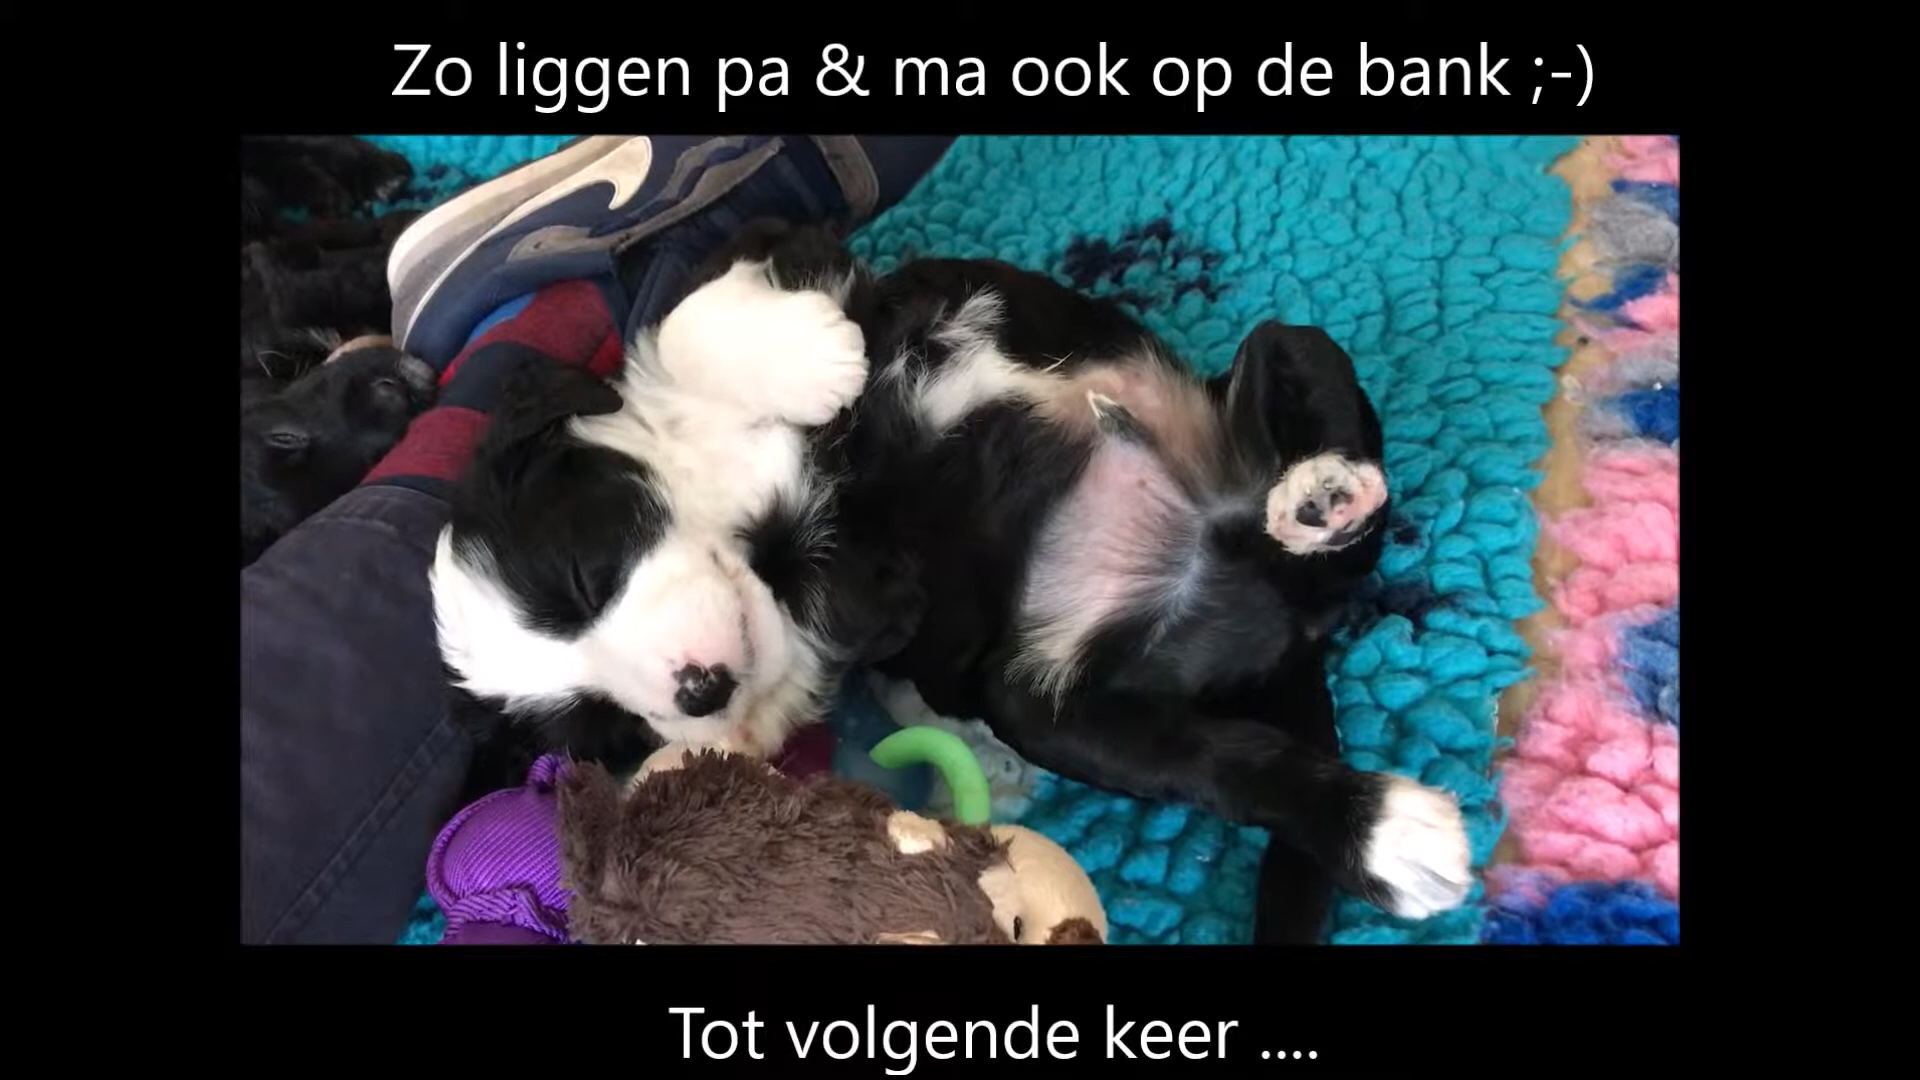 Zo liggen pa & ma ook op de bank ;-)
Tot volgende keer ....